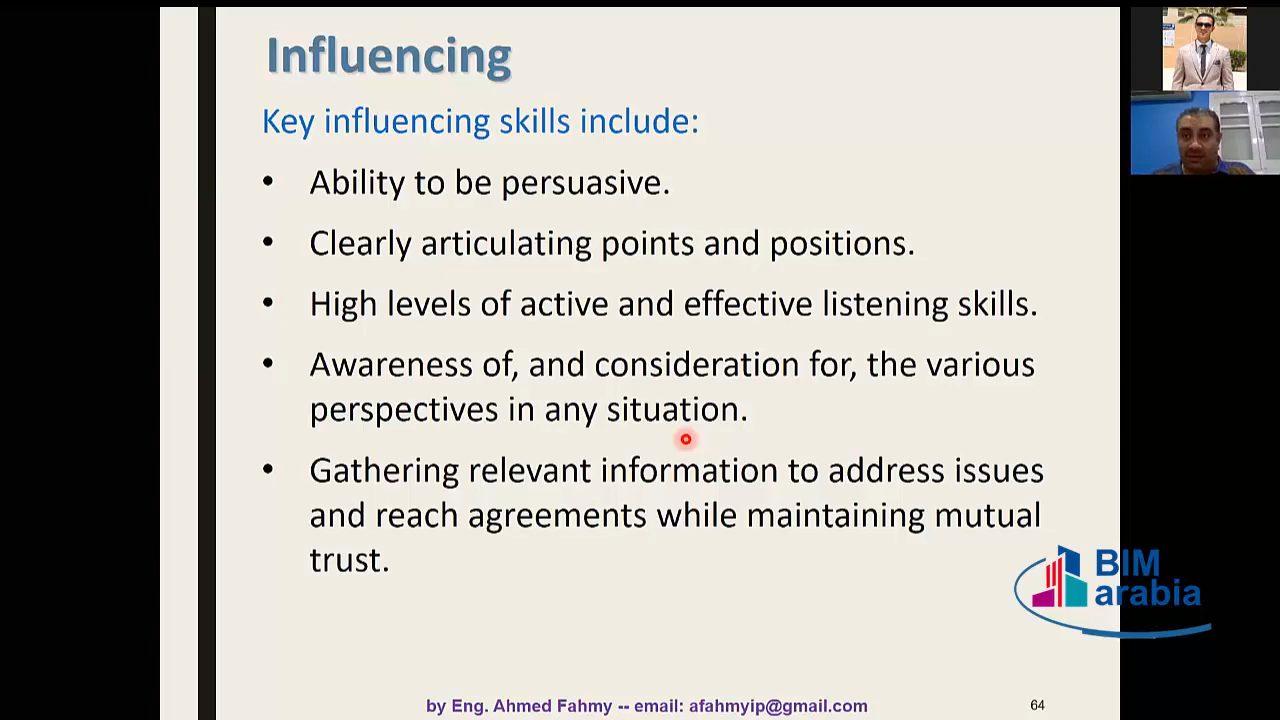 Influencing
Key influencing skills include:
• Ability to be persuasive.
• Clearly articulating points and positions.
• High levels of active and effective listening skills.
• Awareness of, and consideration for, the various
perspectives in any situation.
• Gathering relevant information to address issues
and reach agreements while maintaining mutual
trust.
BIM
arabia
by Eng. Ahmed Fahmy -- email: afahmyip@gmail.com
64